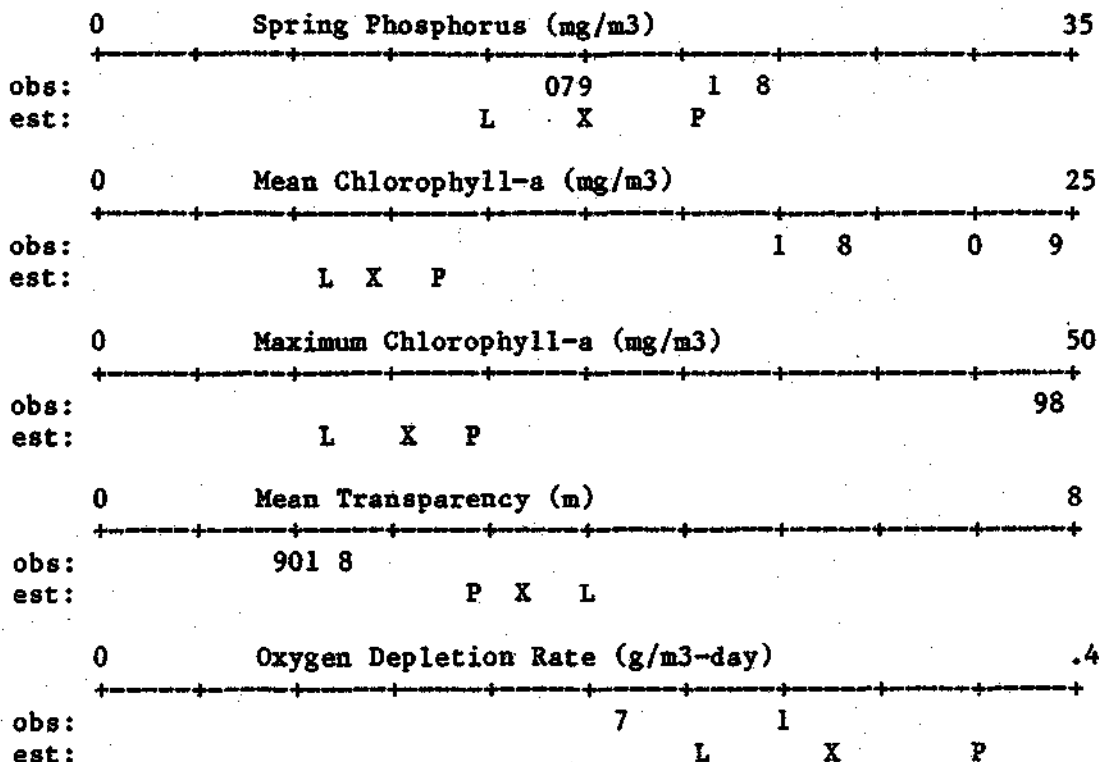 0 Spring Phosphorus (mg/m3) 35
+----+----+----+----+----+----+----+----+----+----+
obs: 079 1 8
est: L X P
0 Mean Chlorophyll-a (mg/m3) 25
+----+----+----+----+----+----+----+----+----+----+
obs: 1 8 0 9
est: L X P
0 Maximum Chlorophyll-a (mg/m3) 50
+----+----+----+----+----+----+----+----+----+----+
obs: 98
est: L X P
0 Mean Transparency (m) 8
+----+----+----+----+----+----+----+----+----+----+
obs: 901 8
est: P X L
0 Oxygen Depletion Rate (g/m3-day) .4
+----+----+----+----+----+----+----+----+----+----+
obs: 7 1
est: L X P